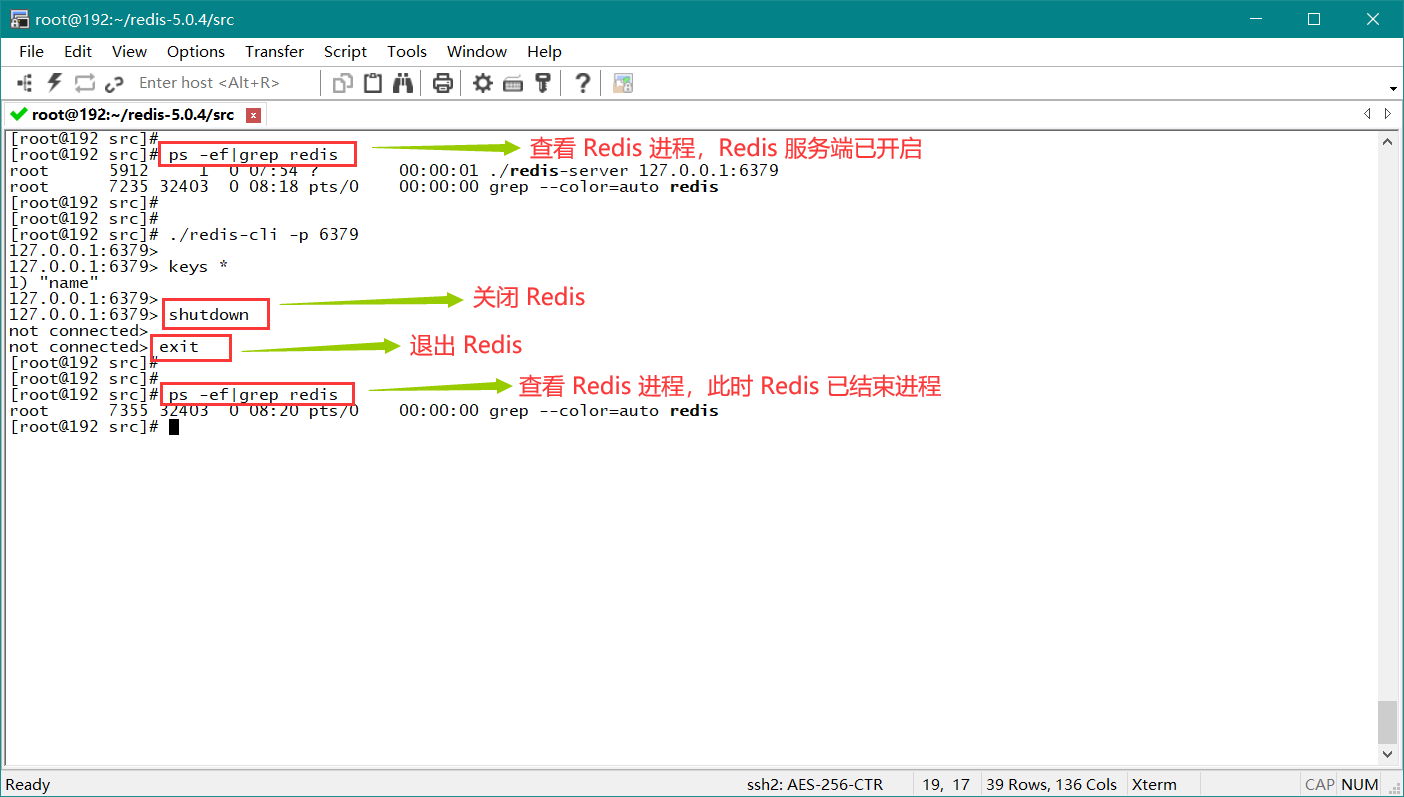 root@192:~/redis-5.0.4/src
File Edit View Options Transfer Script Tools Window Help
Enter host <Alt+R>
root@192:~/redis-5.0.4/src
[root@192 src]#
[root@192 src]# ps -ef|grep redis 查看 Redis 进程，Redis 服务端已开启
root      5912     1  0 07:54 ?        00:00:01 ./redis-server 127.0.0.1:6379
root      7235 32403  0 08:18 pts/0    00:00:00 grep --color=auto redis
[root@192 src]#
[root@192 src]#
[root@192 src]# ./redis-cli -p 6379
127.0.0.1:6379>
127.0.0.1:6379> keys *
1) "name"
127.0.0.1:6379>
127.0.0.1:6379> shutdown 关闭 Redis
not connected>
not connected> exit 退出 Redis
[root@192 src]#
[root@192 src]#
[root@192 src]# ps -ef|grep redis 查看 Redis 进程，此时 Redis 已结束进程
root      7355 32403  0 08:20 pts/0    00:00:00 grep --color=auto redis
[root@192 src]#
Ready ssh2: AES-256-CTR 19, 17 39 Rows, 136 Cols Xterm CAP NUM